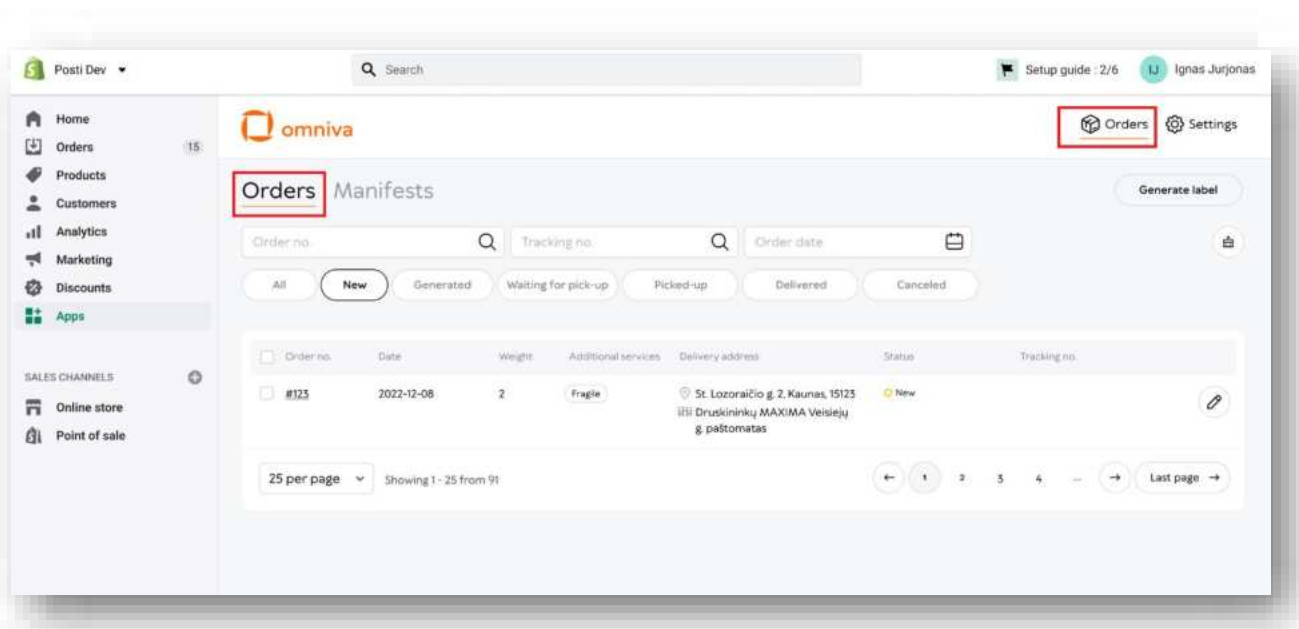 Posti Dev
Search
Setup guide : 2/6
IJ
Ignas Jurjonas
Home
Orders 15
Products
Customers
Analytics
Marketing
Discounts
Apps
SALES CHANNELS
Online store
Point of sale
omniva
Orders
Settings
Orders Manifests
Generate label
Order no.
Tracking no.
Order date
All
New
Generated
Waiting for pick-up
Picked-up
Delivered
Canceled
Order no. Date Weight Additional services Delivery address Status Tracking no.
#123 2022-12-08 2 Fragile St. Lozoraičio g. 2, Kaunas, 15123 New
Druskininkų MAXIMA Veisiejų
g. paštomatas
25 per page Showing 1 - 25 from 91
1 2 3 4 ... Last page